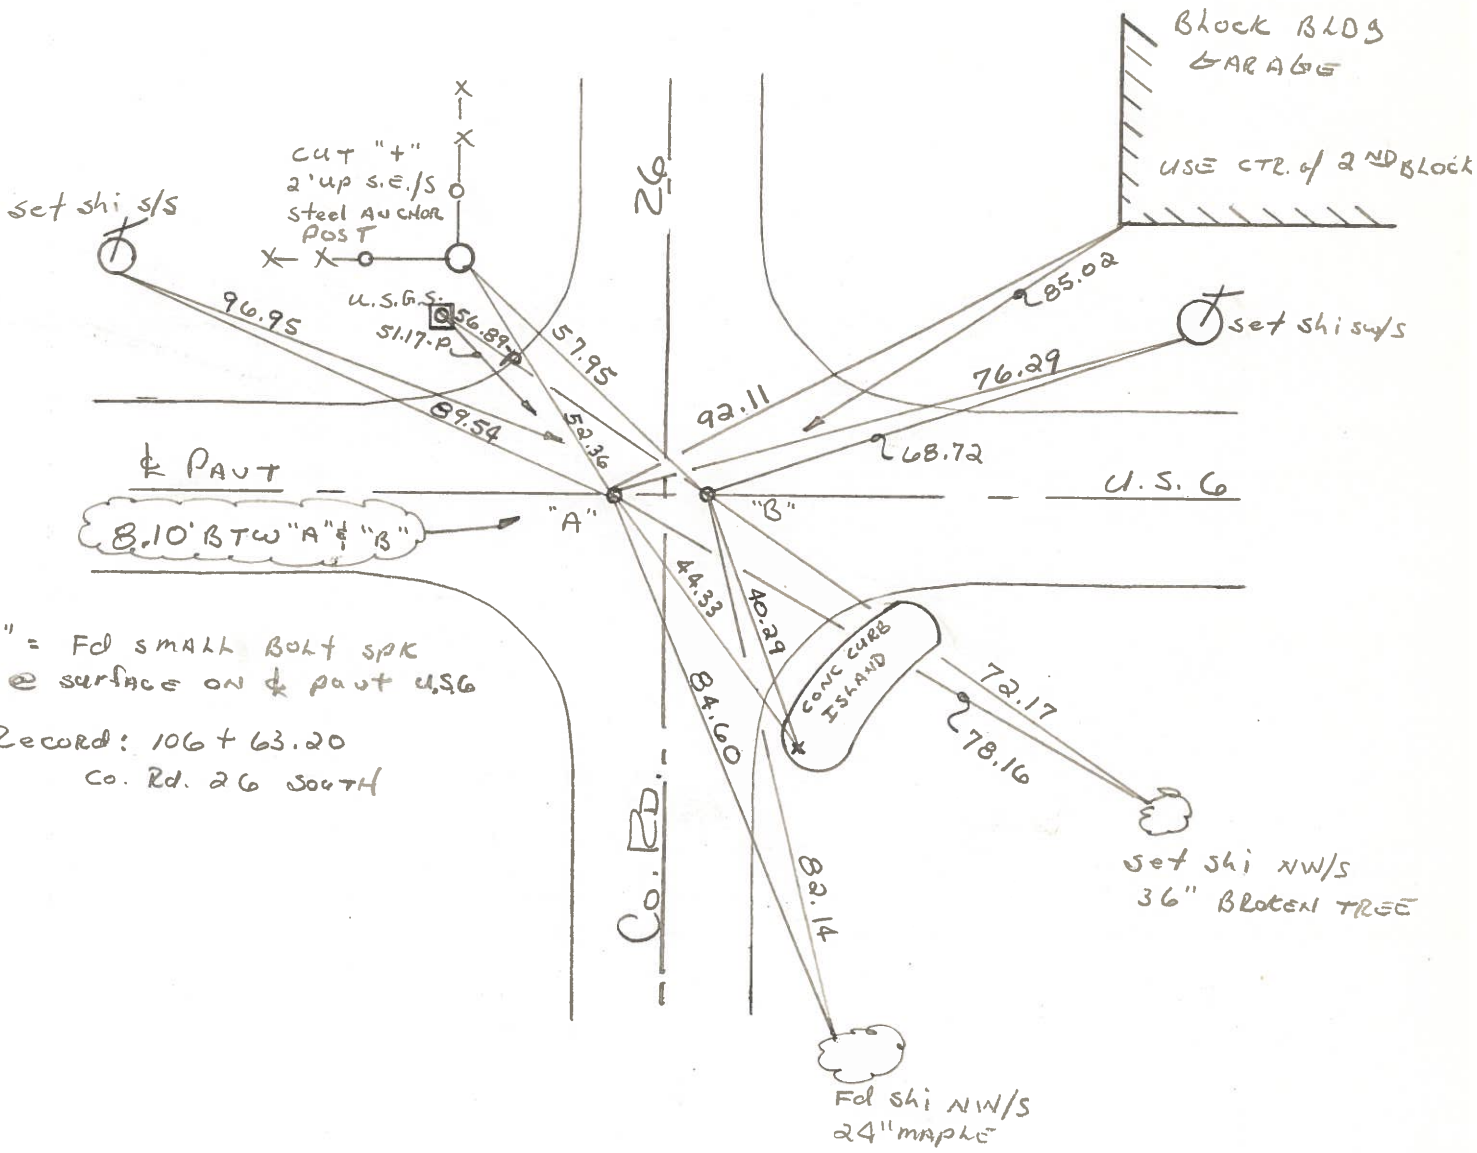 BLOCK BLDG
GARAGE
USE CTR. of 2 ND BLOCK
CUT "+"
2' UP S.E./S
Steel ANCHOR
POST
set shi s/s
26
U.S.G.S.
96.95
56.89
51.17
57.95
85.02
set shi sw/s
76.29
92.11
89.54
52.36
68.72
℄ PAVT
U.S. 6
"A"
"B"
8.10' BTW "A" & "B"
44.33
40.29
" = Fd SMALL BOLT SPK
@ SURFACE ON ℄ pavt U.S.6
CONC CURB
ISLAND
72.17
84.60
78.16
Record: 106 + 63.20
Co. Rd. 26 SOUTH
Co. RD.
82.14
set shi NW/S
36" BROKEN TREE
Fd shi NW/S
24" MAPLE